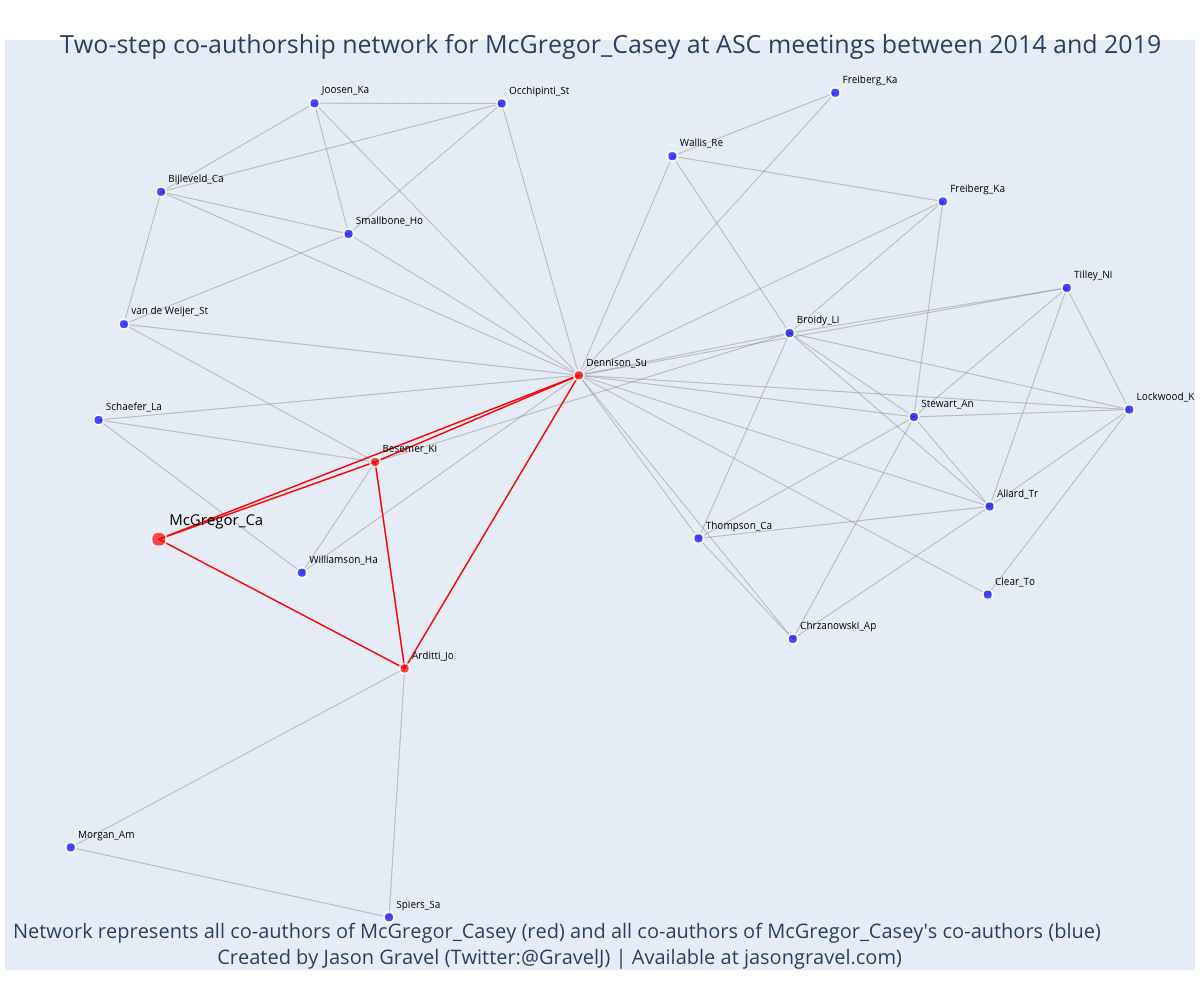 Two-step co-authorship network for McGregor_Casey at ASC meetings between 2014 and 2019
Freiberg_Ka
Joosen_Ka
Occhipinti_St
Wallis_Re
Bijleveld_Ca
Freiberg_Ka
Smallbone_Ho
Tilley_Ni
van de Weijer_St
Broidy_Li
Dennison_Su
Lockwood_K
Schaefer_La
Stewart_An
Besemer_Ki
Allard_Tr
McGregor_Ca
Thompson_Ca
Williamson_Ha
Clear_To
Chrzanowski_Ap
Arditti_Jo
Morgan_Am
Spiers_Sa
Network represents all co-authors of McGregor_Casey (red) and all co-authors of McGregor_Casey's co-authors (blue)
Created by Jason Gravel (Twitter:@GravelJ) | Available at jasongravel.com)